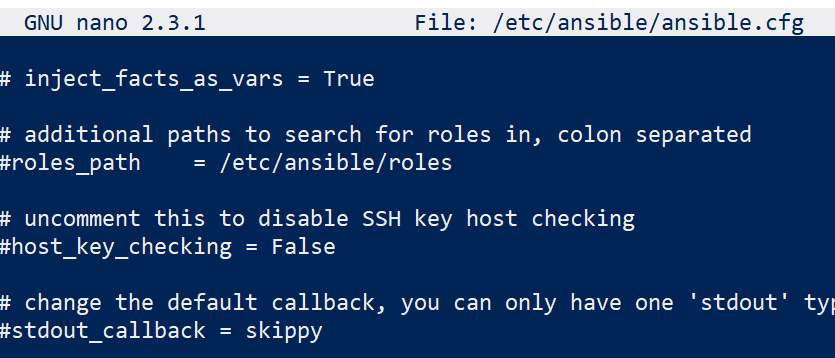 GNU nano 2.3.1 File: /etc/ansible/ansible.cfg
# inject_facts_as_vars = True
# additional paths to search for roles in, colon separated
#roles_path    = /etc/ansible/roles
# uncomment this to disable SSH key host checking
#host_key_checking = False
# change the default callback, you can only have one 'stdout'
#stdout_callback = skippy